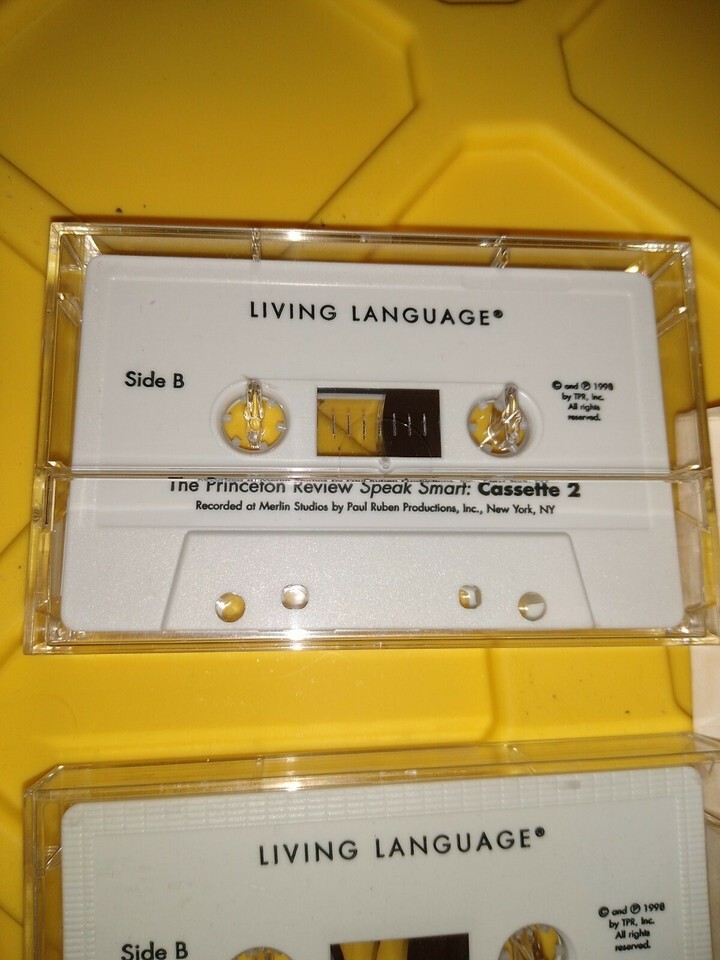 LIVING LANGUAGE®
Side B
© and ℗ 1998
by TPR, Inc.
All rights
reserved.
The Princeton Review Speak Smart: Cassette 2
Recorded at Merlin Studios by Paul Ruben Productions, Inc., New York, NY
LIVING LANGUAGE®
© and ℗ 1998
by TPR, Inc.
All rights
reserved.
Side B